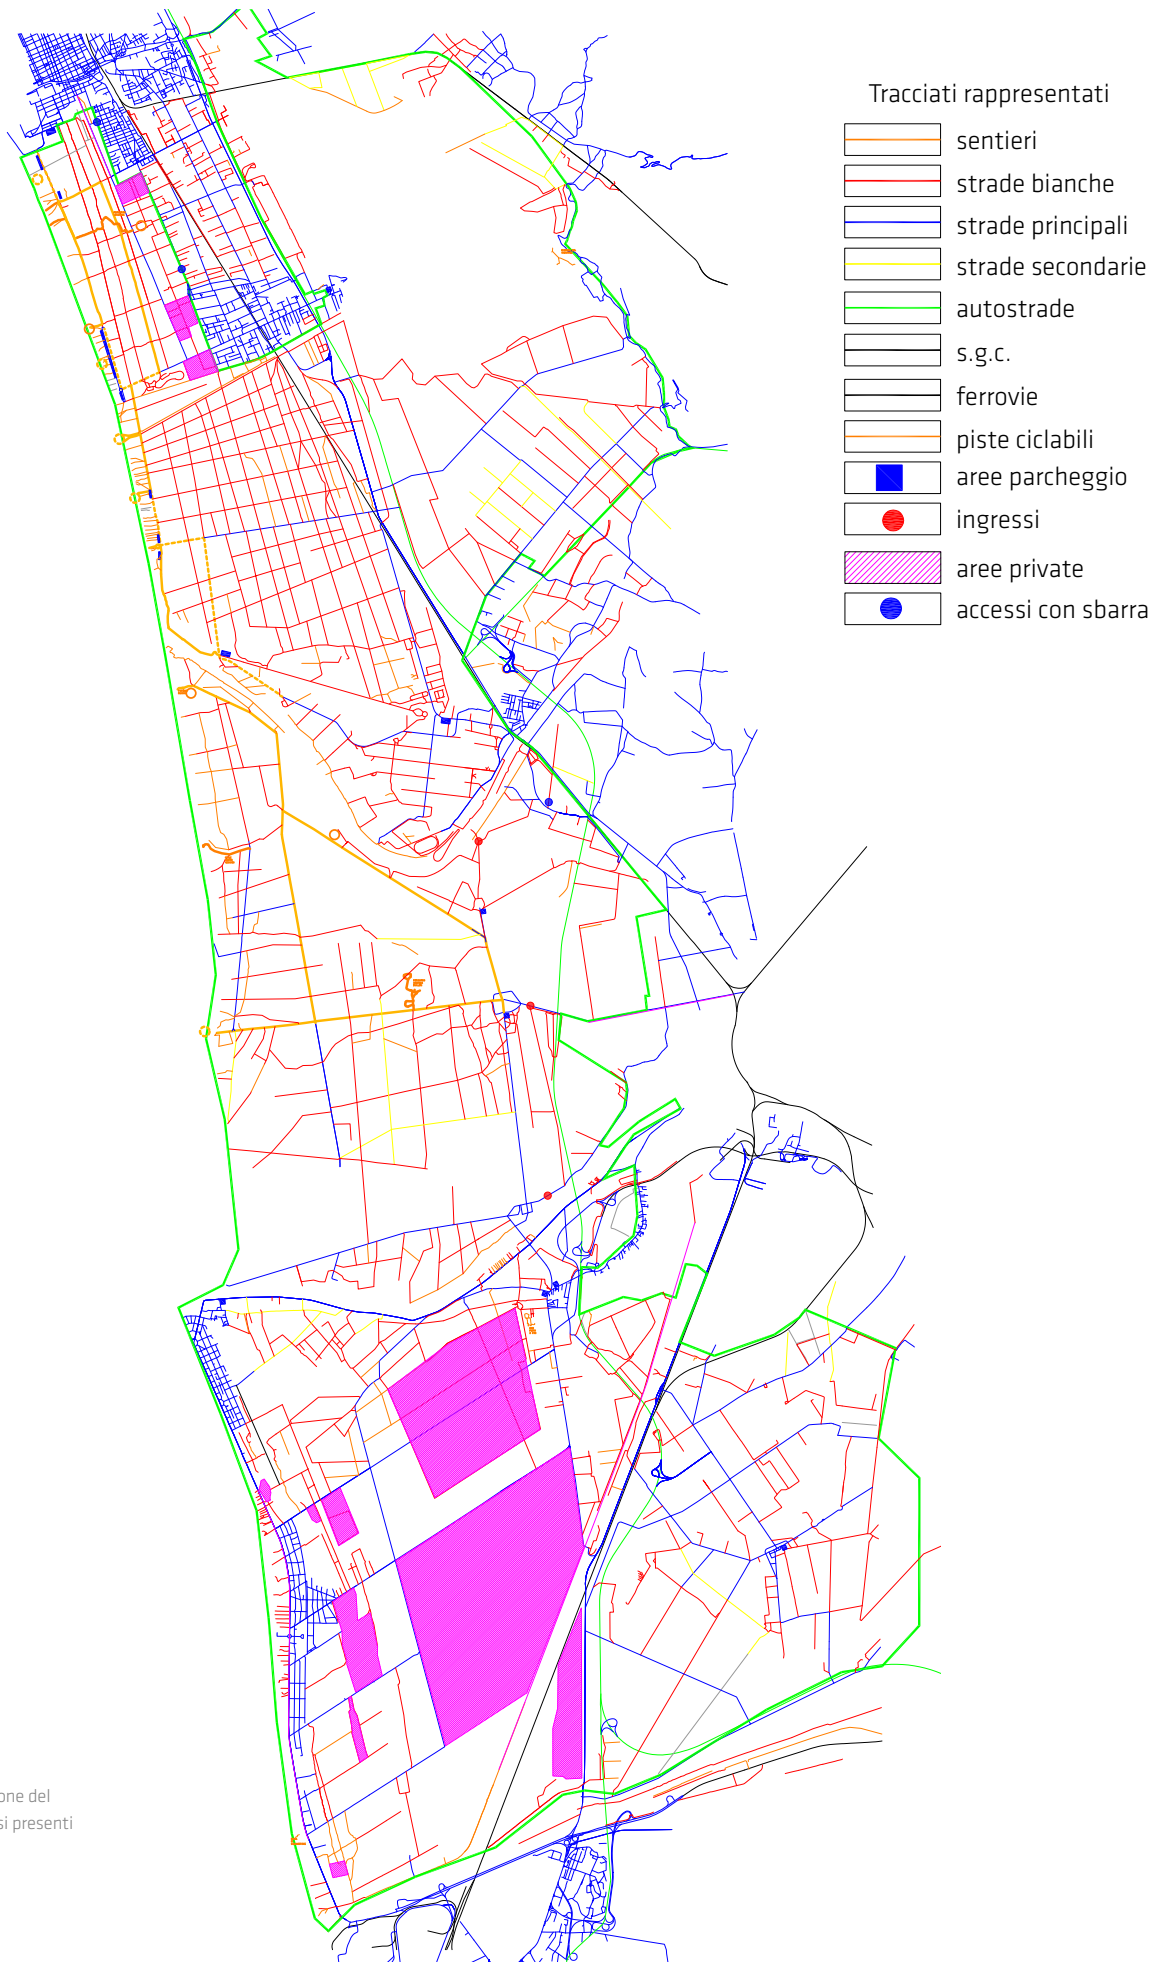 Tracciati rappresentati
sentieri
strade bianche
strade principali
strade secondarie
autostrade
s.g.c.
ferrovie
piste ciclabili
aree parcheggio
ingressi
aree private
accessi con sbarra
one del
si presenti